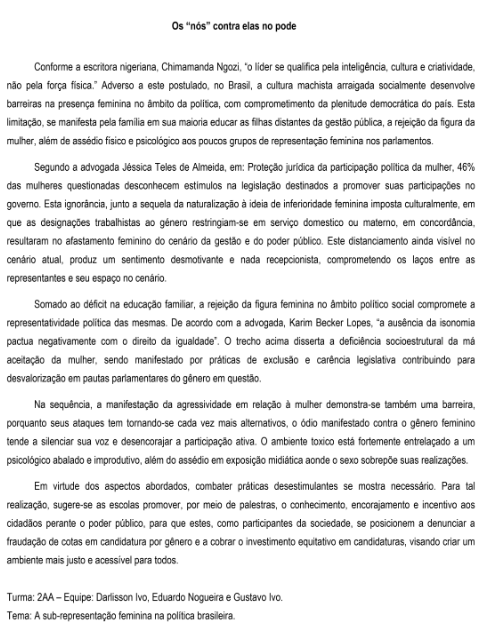 Os “nós” contra elas no pode
Conforme a escritora nigeriana, Chimamanda Ngozi, “o líder se qualifica pela inteligência, cultura e criatividade,
não pela força física.” Adverso a este postulado, no Brasil, a cultura machista arraigada socialmente desenvolve
barreiras na presença feminina no âmbito da política, com comprometimento da plenitude democrática do país. Esta
limitação, se manifesta pela família em sua maioria educar as filhas distantes da gestão pública, a rejeição da figura da
mulher, além de assédio físico e psicológico aos poucos grupos de representação feminina nos parlamentos.
Segundo a advogada Jéssica Teles de Almeida, em: Proteção jurídica da participação política da mulher, 46%
das mulheres questionadas desconhecem estímulos na legislação destinados a promover suas participações no
governo. Esta ignorância, junto a sequela da naturalização à ideia de inferioridade feminina imposta culturalmente, em
que as designações trabalhistas ao género restringiam-se em serviço domestico ou materno, em concordância,
resultaram no afastamento feminino do cenário da gestão e do poder público. Este distanciamento ainda visível no
cenário atual, produz um sentimento desmotivante e nada recepcionista, comprometendo os laços entre as
representantes e seu espaço no cenário.
Somado ao déficit na educação familiar, a rejeição da figura feminina no âmbito político social compromete a
representatividade política das mesmas. De acordo com a advogada, Karim Becker Lopes, “a ausência da isonomia
pactua negativamente com o direito da igualdade”. O trecho acima disserta a deficiência socioestrutural da má
aceitação da mulher, sendo manifestado por práticas de exclusão e carência legislativa contribuindo para
desvalorização em pautas parlamentares do gênero em questão.
Na sequência, a manifestação da agressividade em relação à mulher demonstra-se também uma barreira,
porquanto seus ataques tem tornando-se cada vez mais alternativos, o ódio manifestado contra o gênero feminino
tende a silenciar sua voz e desencorajar a participação ativa. O ambiente toxico está fortemente entrelaçado a um
psicológico abalado e improdutivo, além do assédio em exposição midiática aonde o sexo sobrepõe suas realizações.
Em virtude dos aspectos abordados, combater práticas desestimulantes se mostra necessário. Para tal
realização, sugere-se as escolas promover, por meio de palestras, o conhecimento, encorajamento e incentivo aos
cidadãos perante o poder público, para que estes, como participantes da sociedade, se posicionem a denunciar a
fraudação de cotas em candidatura por gênero e a cobrar o investimento equitativo em candidaturas, visando criar um
ambiente mais justo e acessível para todos.
Turma: 2AA – Equipe: Darlisson Ivo, Eduardo Nogueira e Gustavo Ivo.
Tema: A sub-representação feminina na política brasileira.